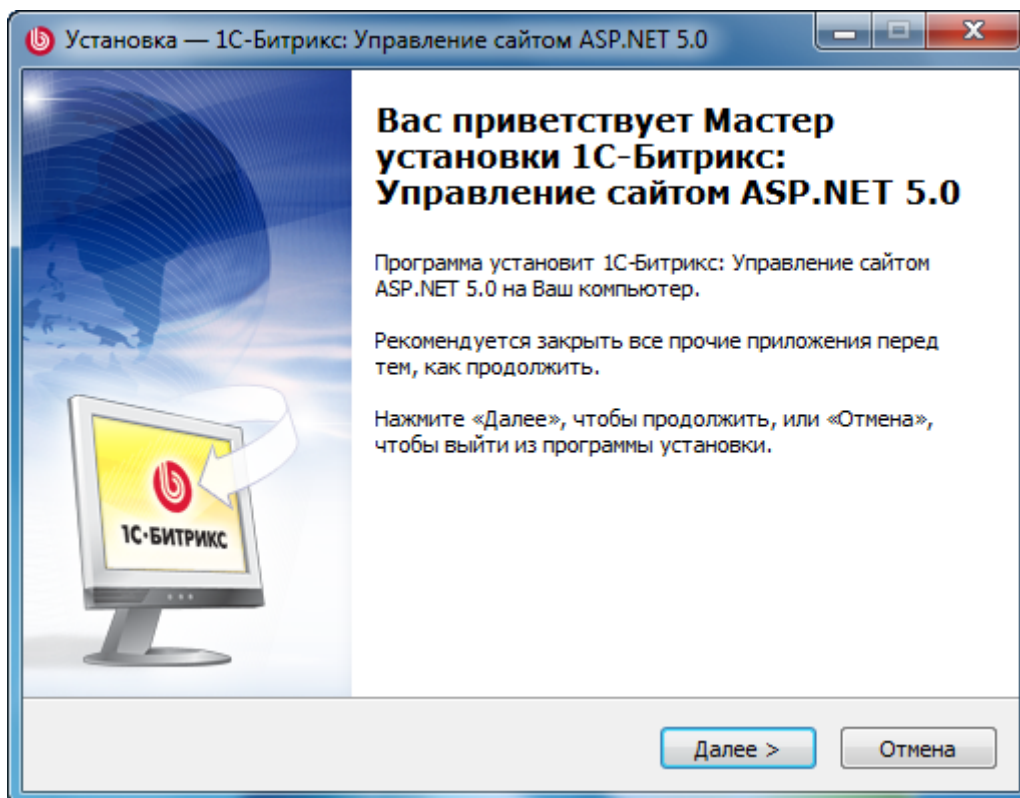 Установка — 1С-Битрикс: Управление сайтом ASP.NET 5.0
Вас приветствует Мастер
установки 1С-Битрикс:
Управление сайтом ASP.NET 5.0
Программа установит 1С-Битрикс: Управление сайтом
ASP.NET 5.0 на Ваш компьютер.
Рекомендуется закрыть все прочие приложения перед
тем, как продолжить.
Нажмите «Далее», чтобы продолжить, или «Отмена»,
чтобы выйти из программы установки.
1С·БИТРИКС
Далее >
Отмена